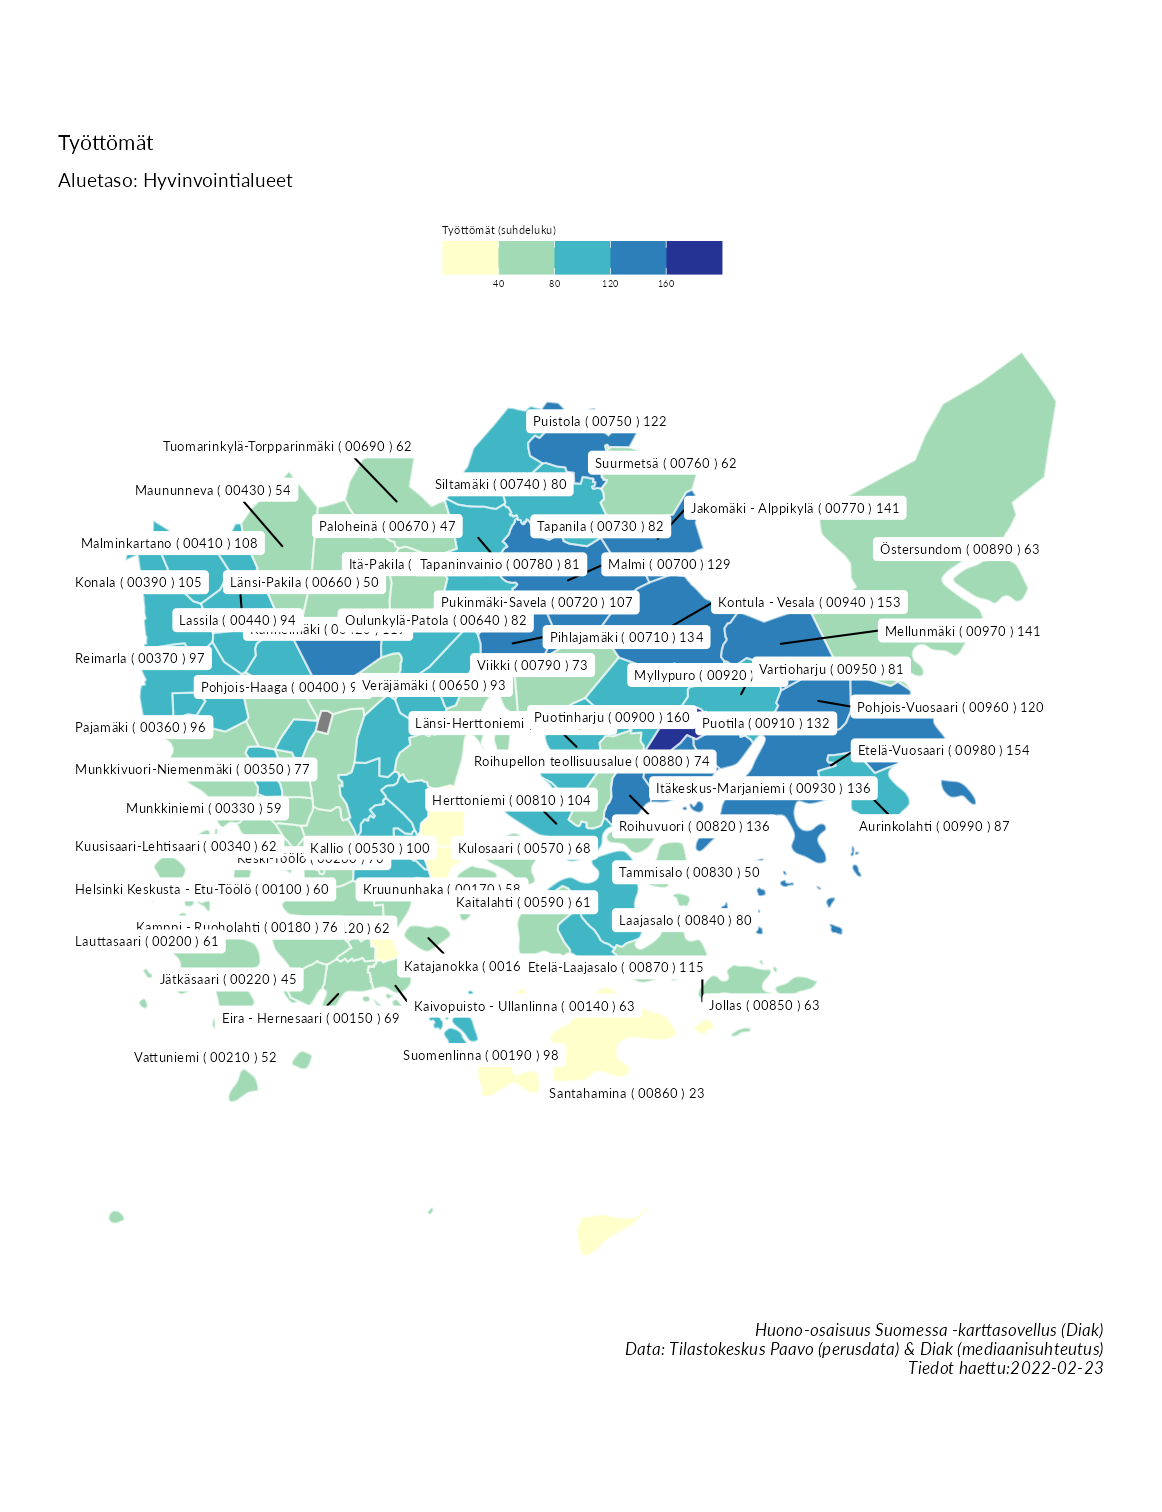 Työttömät
Aluetaso: Hyvinvointialueet
Työttömät (suhdeluku)
40 80 120 160
Puistola ( 00750 ) 122
Tuomarinkylä-Torpparinmäki ( 00690 ) 62
Suurmetsä ( 00760 ) 62
Siltamäki ( 00740 ) 80
Maununneva ( 00430 ) 54
Jakomäki - Alppikylä ( 00770 ) 141
Paloheinä ( 00670 ) 47
Tapanila ( 00730 ) 82
Malminkartano ( 00410 ) 108
Östersundom ( 00890 ) 63
Itä-Pakila (
Tapaninvainio ( 00780 ) 81
Malmi ( 00700 ) 129
Konala ( 00390 ) 105
Länsi-Pakila ( 00660 ) 50
Pukinmäki-Savela ( 00720 ) 107
Kontula - Vesala ( 00940 ) 153
Lassila ( 00440 ) 94
Oulunkylä-Patola ( 00640 ) 82
Mellunmäki ( 00970 ) 141
Pihlajamäki ( 00710 ) 134
Reimarla ( 00370 ) 97
Viikki ( 00790 ) 73
Myllypuro ( 00920 )
Vartioharju ( 00950 ) 81
Pohjois-Haaga ( 00400 ) 9
Veräjämäki ( 00650 ) 93
Pohjois-Vuosaari ( 00960 ) 120
Länsi-Herttoniemi
Puotinharju ( 00900 ) 160
Puotila ( 00910 ) 132
Pajamäki ( 00360 ) 96
Etelä-Vuosaari ( 00980 ) 154
Roihupellon teollisuusalue ( 00880 ) 74
Munkkivuori-Niemenmäki ( 00350 ) 77
Itäkeskus-Marjaniemi ( 00930 ) 136
Herttoniemi ( 00810 ) 104
Munkkiniemi ( 00330 ) 59
Roihuvuori ( 00820 ) 136
Aurinkolahti ( 00990 ) 87
Kuusisaari-Lehtisaari ( 00340 ) 62
Kallio ( 00530 ) 100
Kulosaari ( 00570 ) 68
Tammisalo ( 00830 ) 50
Helsinki Keskusta - Etu-Töölö ( 00100 ) 60
Kruununhaka ( 00170 ) 58
Kaitalahti ( 00590 ) 61
Laajasalo ( 00840 ) 80
Kamppi - Ruoholahti ( 00180 ) 76
120 ) 62
Lauttasaari ( 00200 ) 61
Katajanokka ( 0016
Etelä-Laajasalo ( 00870 ) 115
Jätkäsaari ( 00220 ) 45
Kaivopuisto - Ullanlinna ( 00140 ) 63
Jollas ( 00850 ) 63
Eira - Hernesaari ( 00150 ) 69
Vattuniemi ( 00210 ) 52
Suomenlinna ( 00190 ) 98
Santahamina ( 00860 ) 23
Huono-osaisuus Suomessa -karttasovellus (Diak)
Data: Tilastokeskus Paavo (perusdata) & Diak (mediaanisuhteutus)
Tiedot haettu:2022-02-23